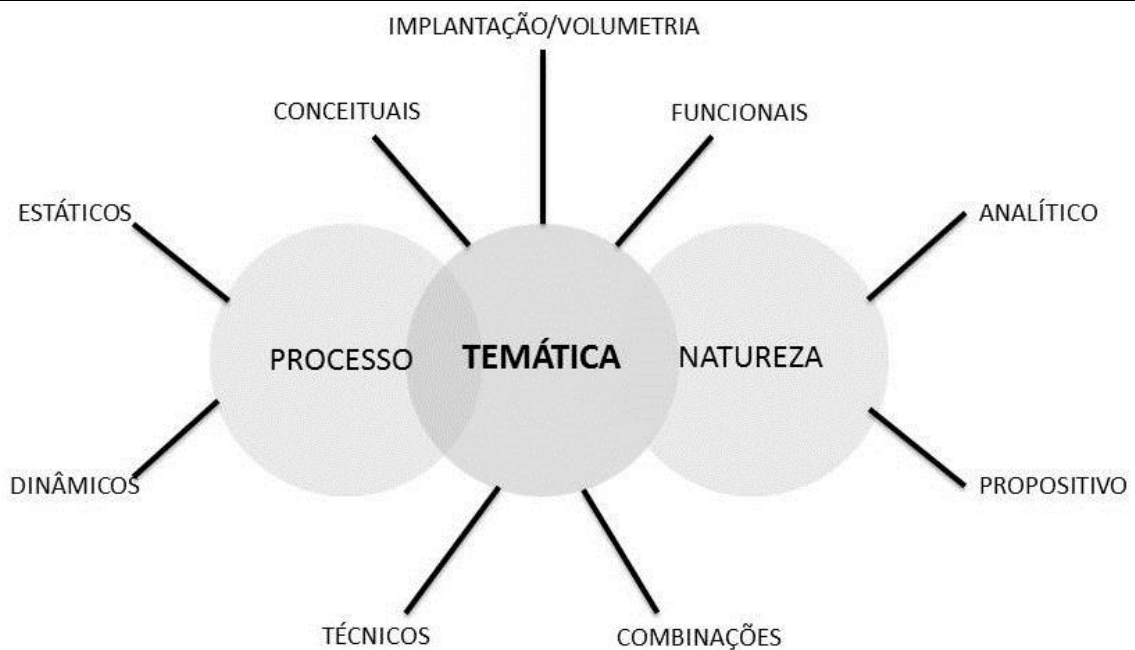 IMPLANTAÇÃO/VOLUMETRIA
CONCEITUAIS
FUNCIONAIS
ESTÁTICOS
ANALÍTICO
PROCESSO
TEMÁTICA
NATUREZA
DINÂMICOS
PROPOSITIVO
TÉCNICOS
COMBINAÇÕES